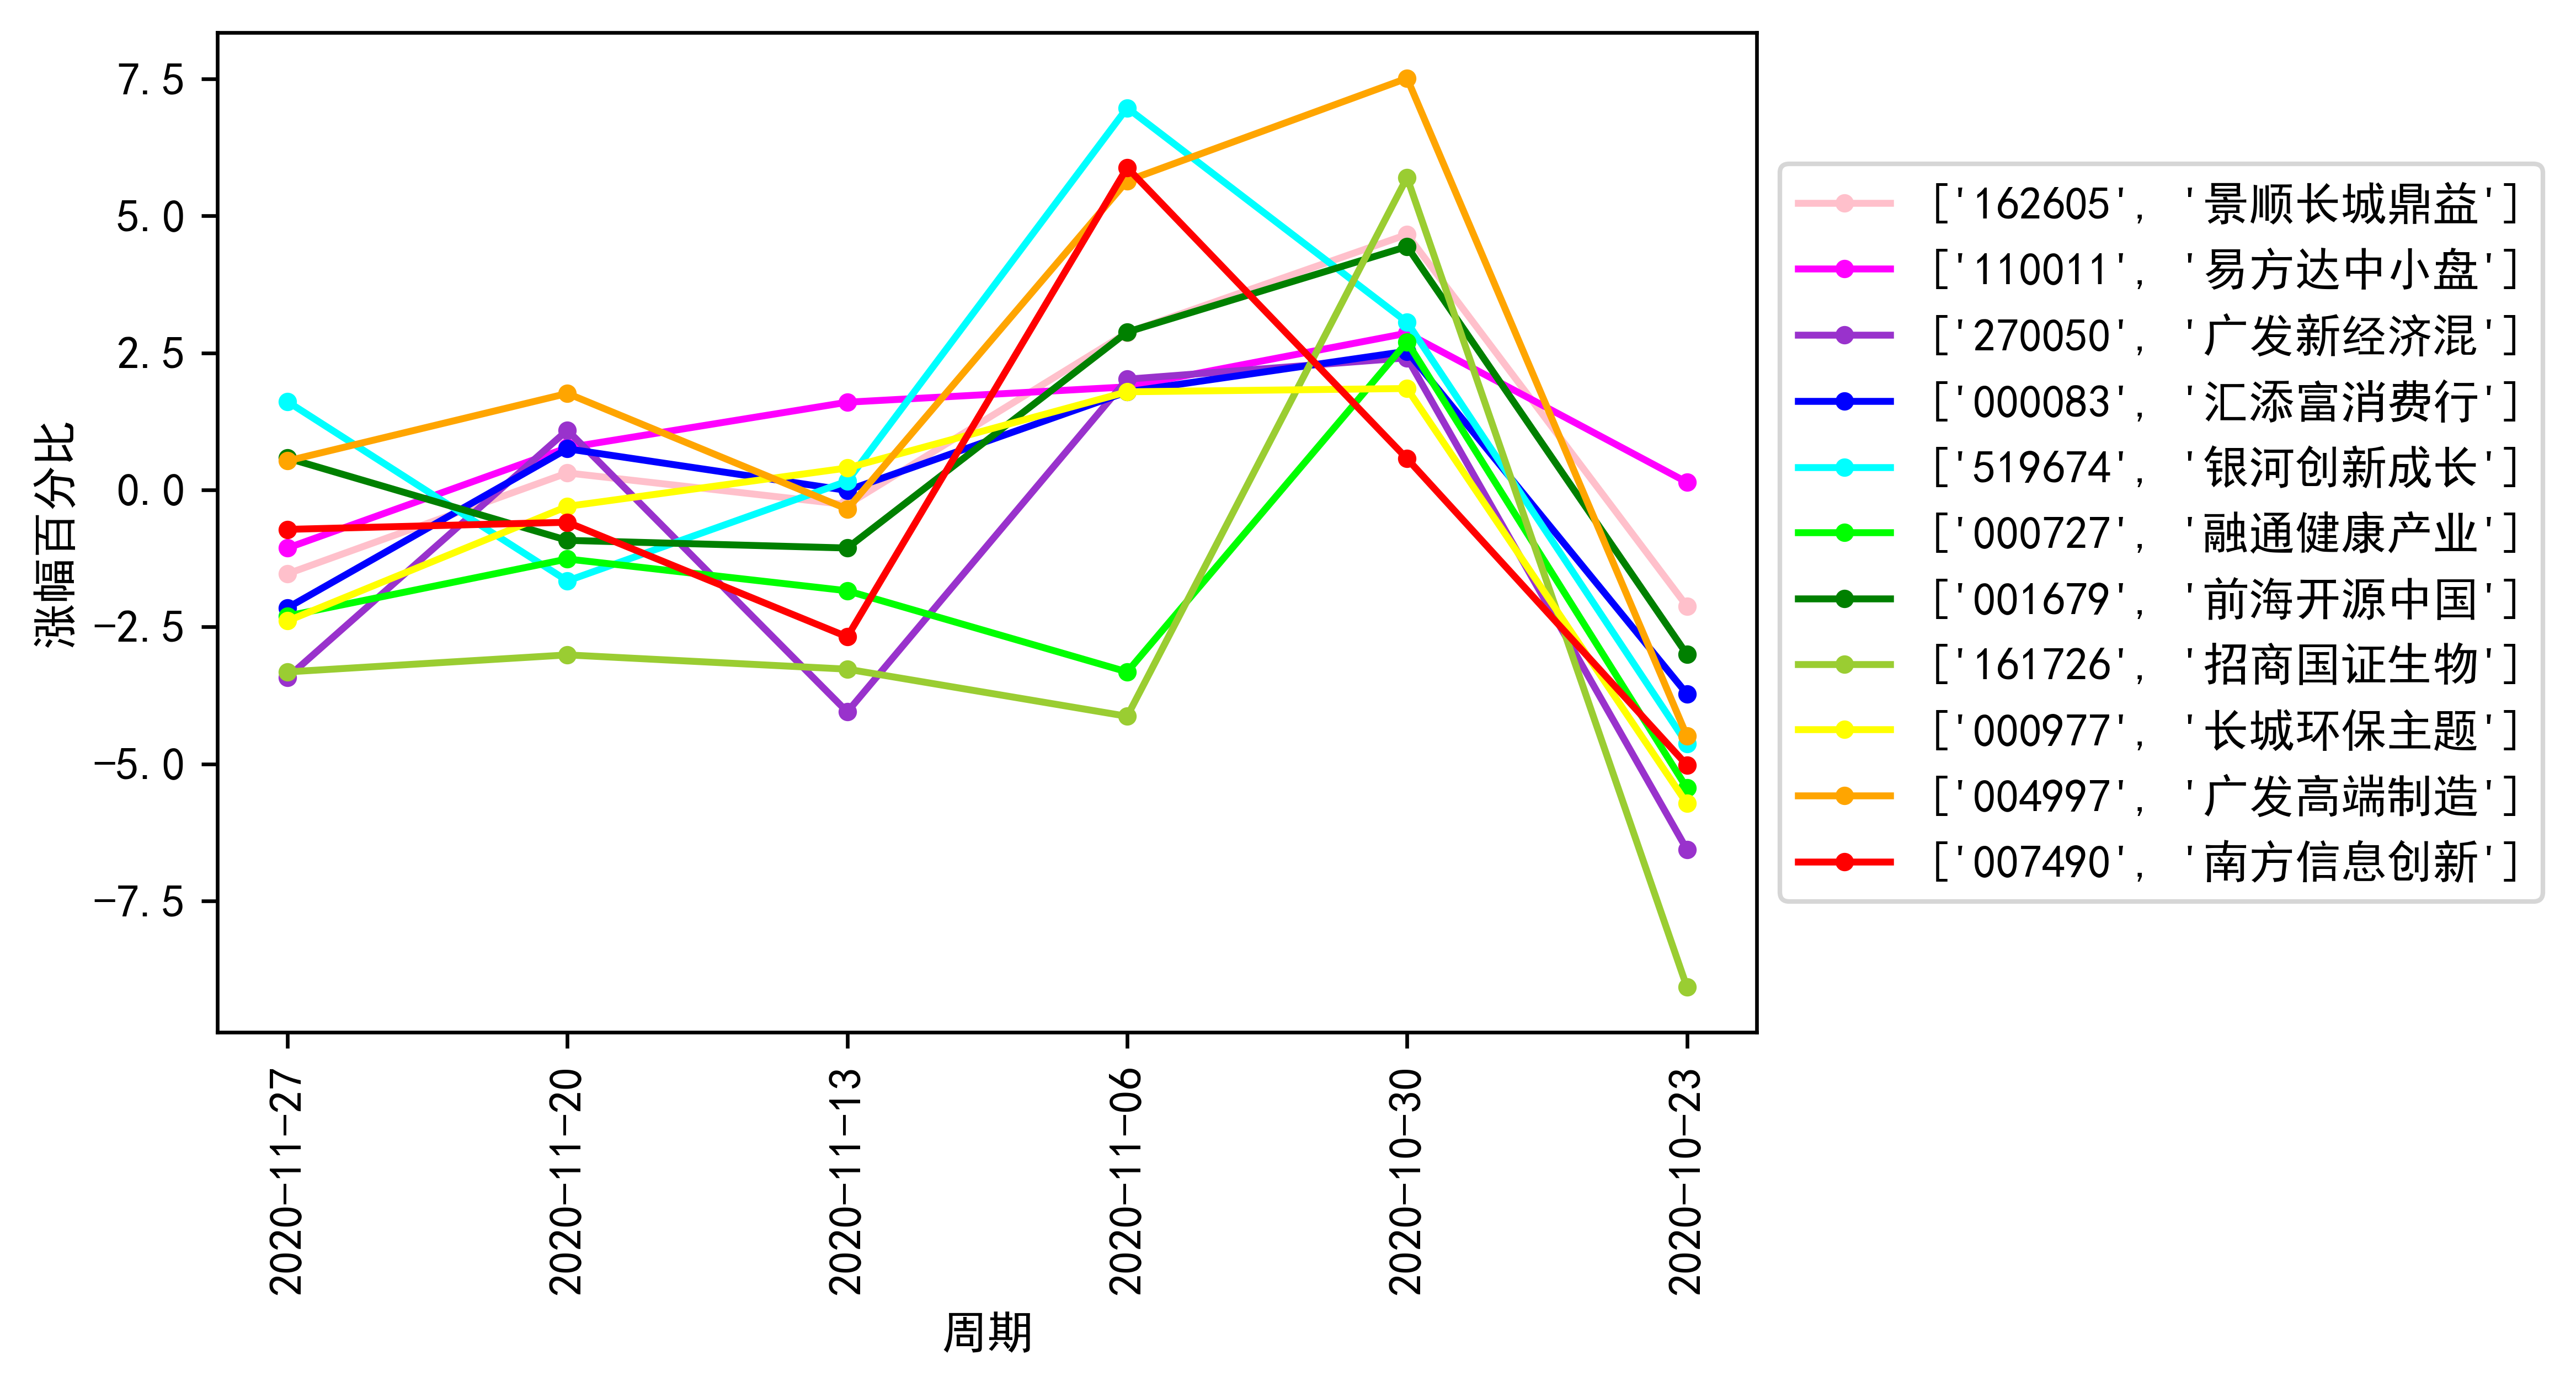 7.5
5.0
2.5
0.0
−2.5
−5.0
−7.5
涨幅百分比
2020-11-27
2020-11-20
2020-11-13
2020-11-06
2020-10-30
2020-10-23
周期
['162605', '景顺长城鼎益']
['110011', '易方达中小盘']
['270050', '广发新经济混']
['000083', '汇添富消费行']
['519674', '银河创新成长']
['000727', '融通健康产业']
['001679', '前海开源中国']
['161726', '招商国证生物']
['000977', '长城环保主题']
['004997', '广发高端制造']
['007490', '南方信息创新']